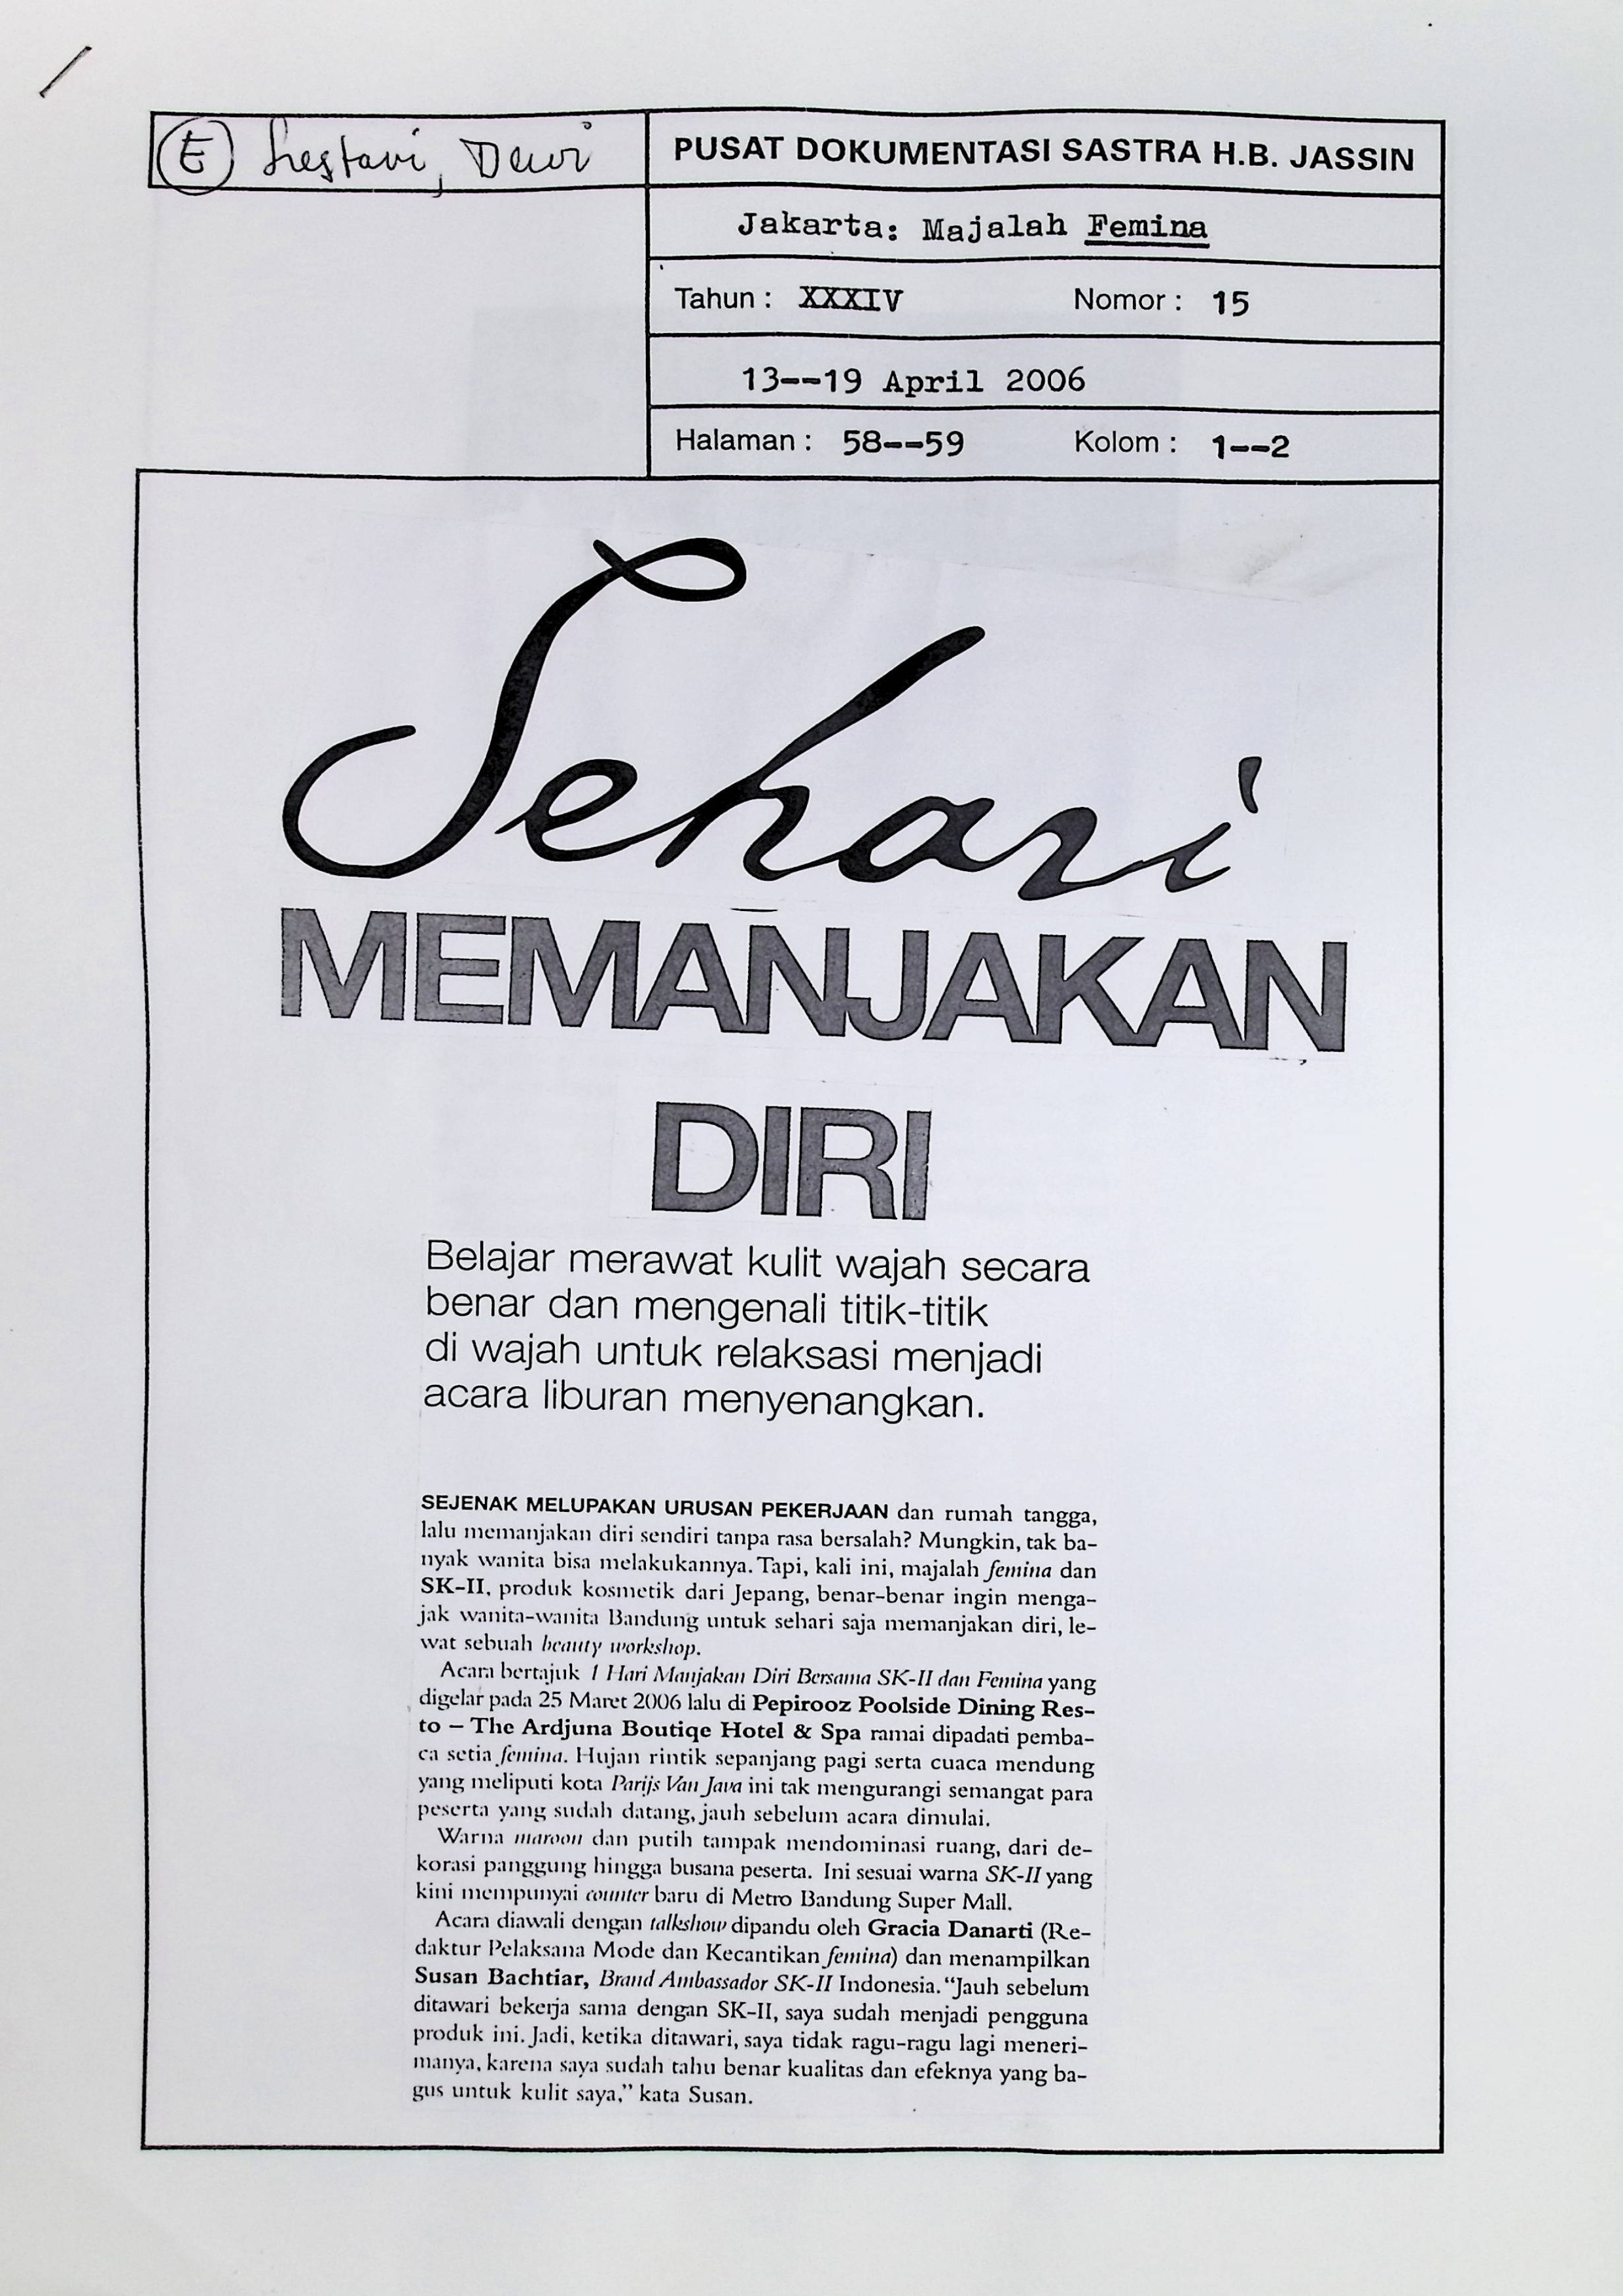 E Lestari, Dewi
PUSAT DOKUMENTASI SASTRA H.B. JASSIN
Jakarta: Majalah Femina
Tahun : XXXIV Nomor : 15
13--19 April 2006
Halaman : 58--59 Kolom : 1--2
Sehari
MEMANJAKAN
DIRI
Belajar merawat kulit wajah secara
benar dan mengenali titik-titik
di wajah untuk relaksasi menjadi
acara liburan menyenangkan.
SEJENAK MELUPAKAN URUSAN PEKERJAAN dan rumah tangga,
lalu memanjakan diri sendiri tanpa rasa bersalah? Mungkin, tak ba-
nyak wanita bisa melakukannya. Tapi, kali ini, majalah femina dan
SK-II, produk kosmetik dari Jepang, benar-benar ingin menga-
jak wanita-wanita Bandung untuk sehari saja memanjakan diri, le-
wat sebuah beauty workshop.
Acara bertajuk 1 Hari Manjakan Diri Bersama SK-II dan Femina yang
digelar pada 25 Maret 2006 lalu di Pepirooz Poolside Dining Res-
to – The Ardjuna Boutiqe Hotel & Spa ramai dipadati pemba-
ca setia femina. Hujan rintik sepanjang pagi serta cuaca mendung
yang meliputi kota Parijs Van Java ini tak mengurangi semangat para
peserta yang sudah datang, jauh sebelum acara dimulai.
Warna maroon dan putih tampak mendominasi ruang, dari de-
korasi panggung hingga busana peserta. Ini sesuai warna SK-II yang
kini mempunyai counter baru di Metro Bandung Super Mall.
Acara diawali dengan talkshow dipandu oleh Gracia Danarti (Re-
daktur Pelaksana Mode dan Kecantikan femina) dan menampilkan
Susan Bachtiar, Brand Ambassador SK-II Indonesia. “Jauh sebelum
ditawari bekerja sama dengan SK-II, saya sudah menjadi pengguna
produk ini. Jadi, ketika ditawari, saya tidak ragu-ragu lagi meneri-
manya, karena saya sudah tahu benar kualitas dan efeknya yang ba-
gus untuk kulit saya,” kata Susan.